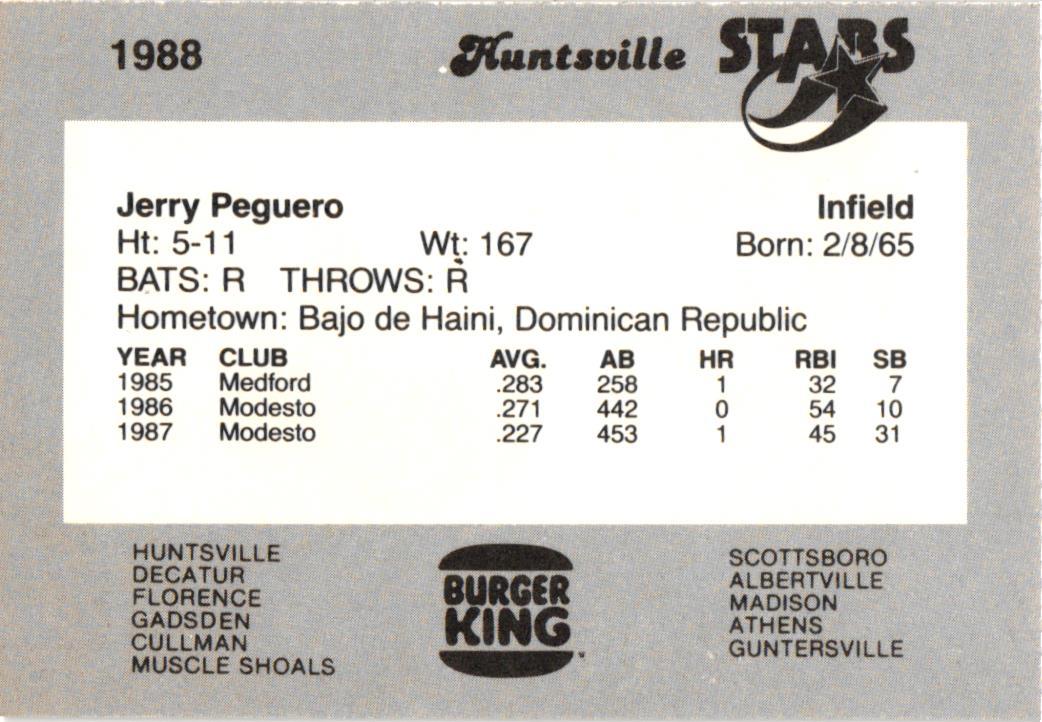 1988 Huntsville STARS
Jerry Peguero Infield
Ht: 5-11 Wt: 167 Born: 2/8/65
BATS: R THROWS: R
Hometown: Bajo de Haini, Dominican Republic
YEAR CLUB AVG. AB HR RBI SB
1985 Medford .283 258 1 32 7
1986 Modesto .271 442 0 54 10
1987 Modesto .227 453 1 45 31
HUNTSVILLE
DECATUR
FLORENCE
GADSDEN
CULLMAN
MUSCLE SHOALS
BURGER
KING
SCOTTSBORO
ALBERTVILLE
MADISON
ATHENS
GUNTERSVILLE